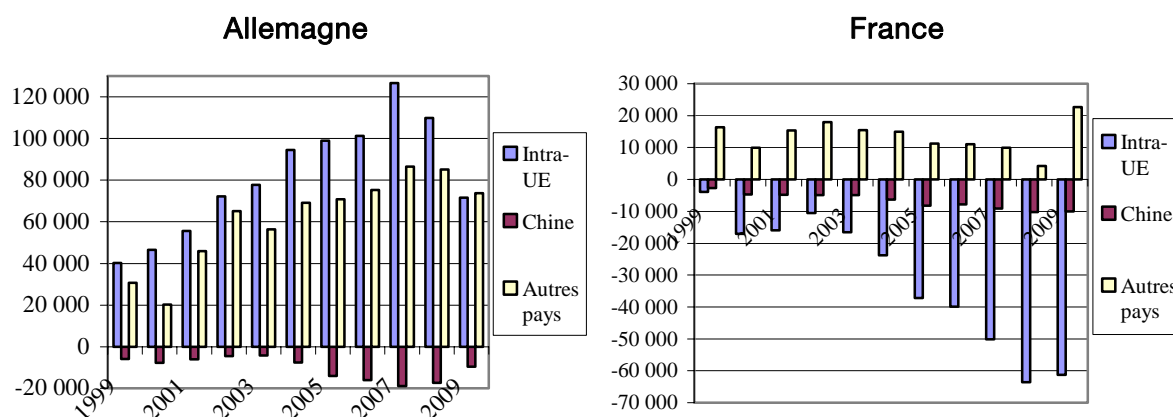 Allemagne
120 000
100 000
80 000
60 000
40 000
20 000
0
-20 000
1999
2001
2003
2005
2007
2009
Intra-
UE
Chine
Autres
pays
France
30 000
20 000
10 000
0
-10 000
-20 000
-30 000
-40 000
-50 000
-60 000
-70 000
1999
2001
2003
2005
2007
2009
Intra-
UE
Chine
Autres
pays